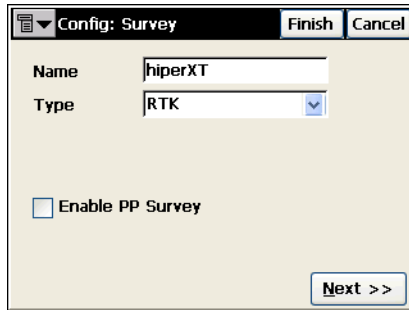 Config: Survey Finish Cancel
Name hiperXT
Type RTK
Enable PP Survey
Next >>